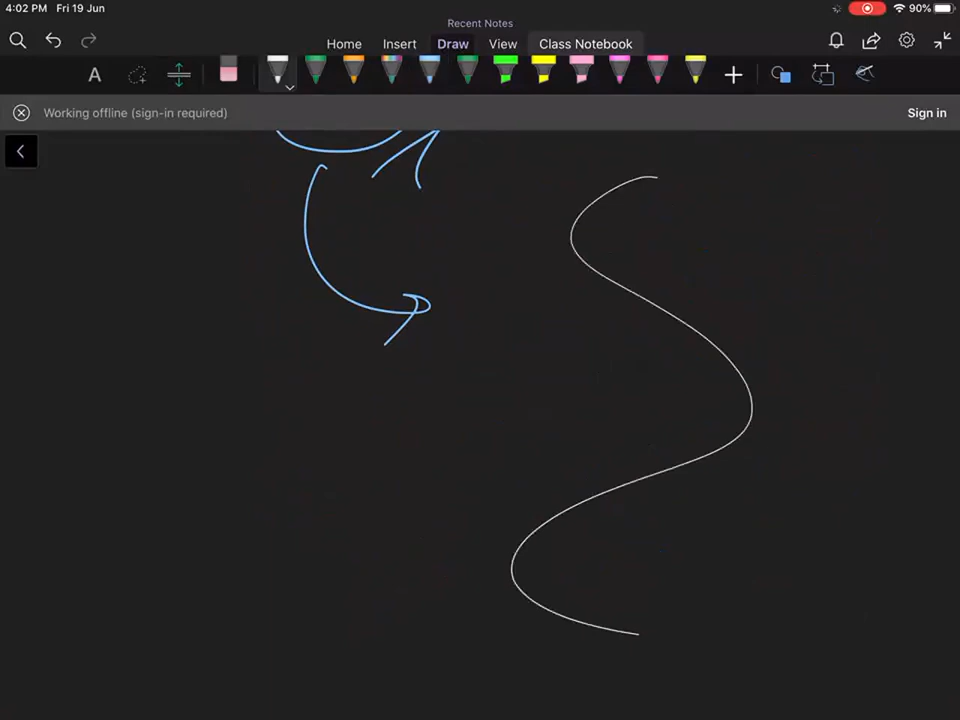 4:02 PM Fri 19 Jun 90%
Recent Notes
Home Insert Draw View Class Notebook
A
Working offline (sign-in required) Sign in